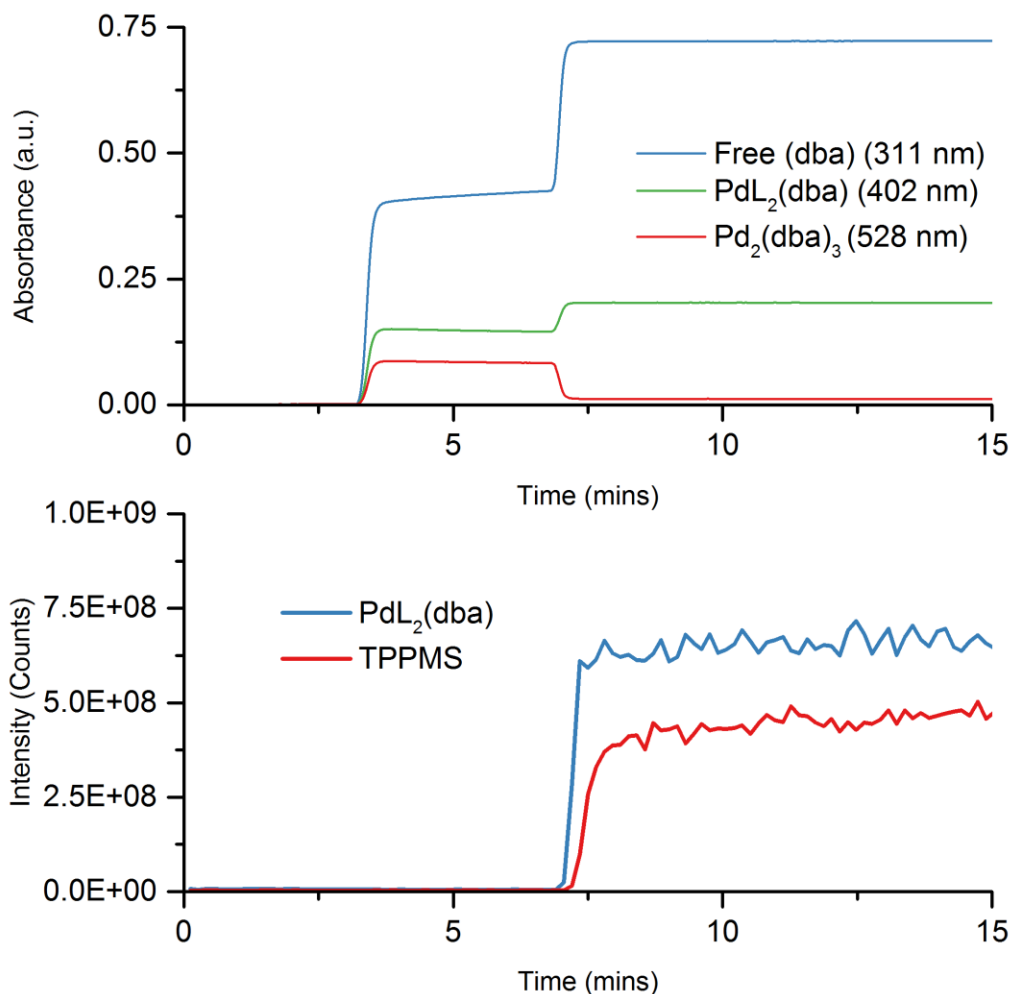 0.75
0.50
0.25
0.00
Absorbance (a.u.)
Free (dba) (311 nm)
PdL₂(dba) (402 nm)
Pd₂(dba)₃ (528 nm)
0 5 10 15
Time (mins)
1.0E+09
7.5E+08
5.0E+08
2.5E+08
0.0E+00
Intensity (Counts)
PdL₂(dba)
TPPMS
0 5 10 15
Time (mins)